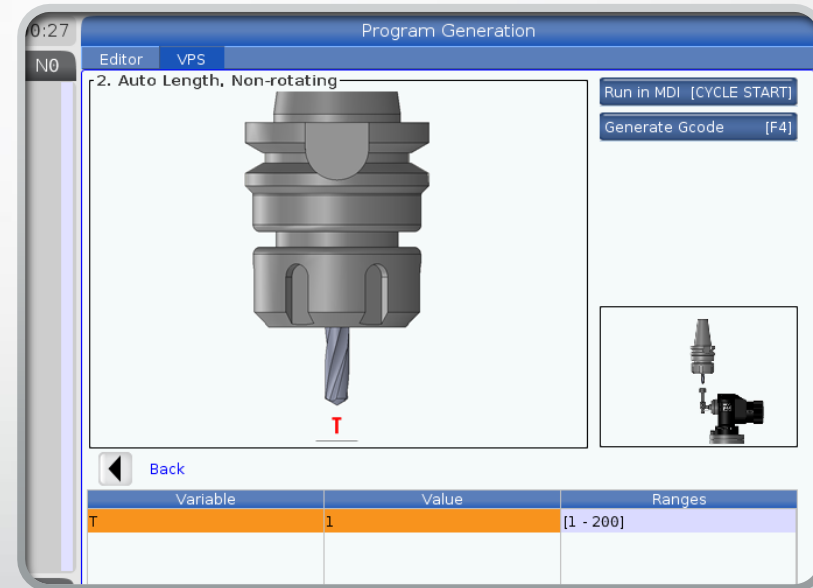 0:27
Program Generation
N0
Editor VPS
2. Auto Length, Non-rotating
Run in MDI [CYCLE START]
Generate Gcode [F4]
T
Back
Variable Value Ranges
T 1 [1 - 200]